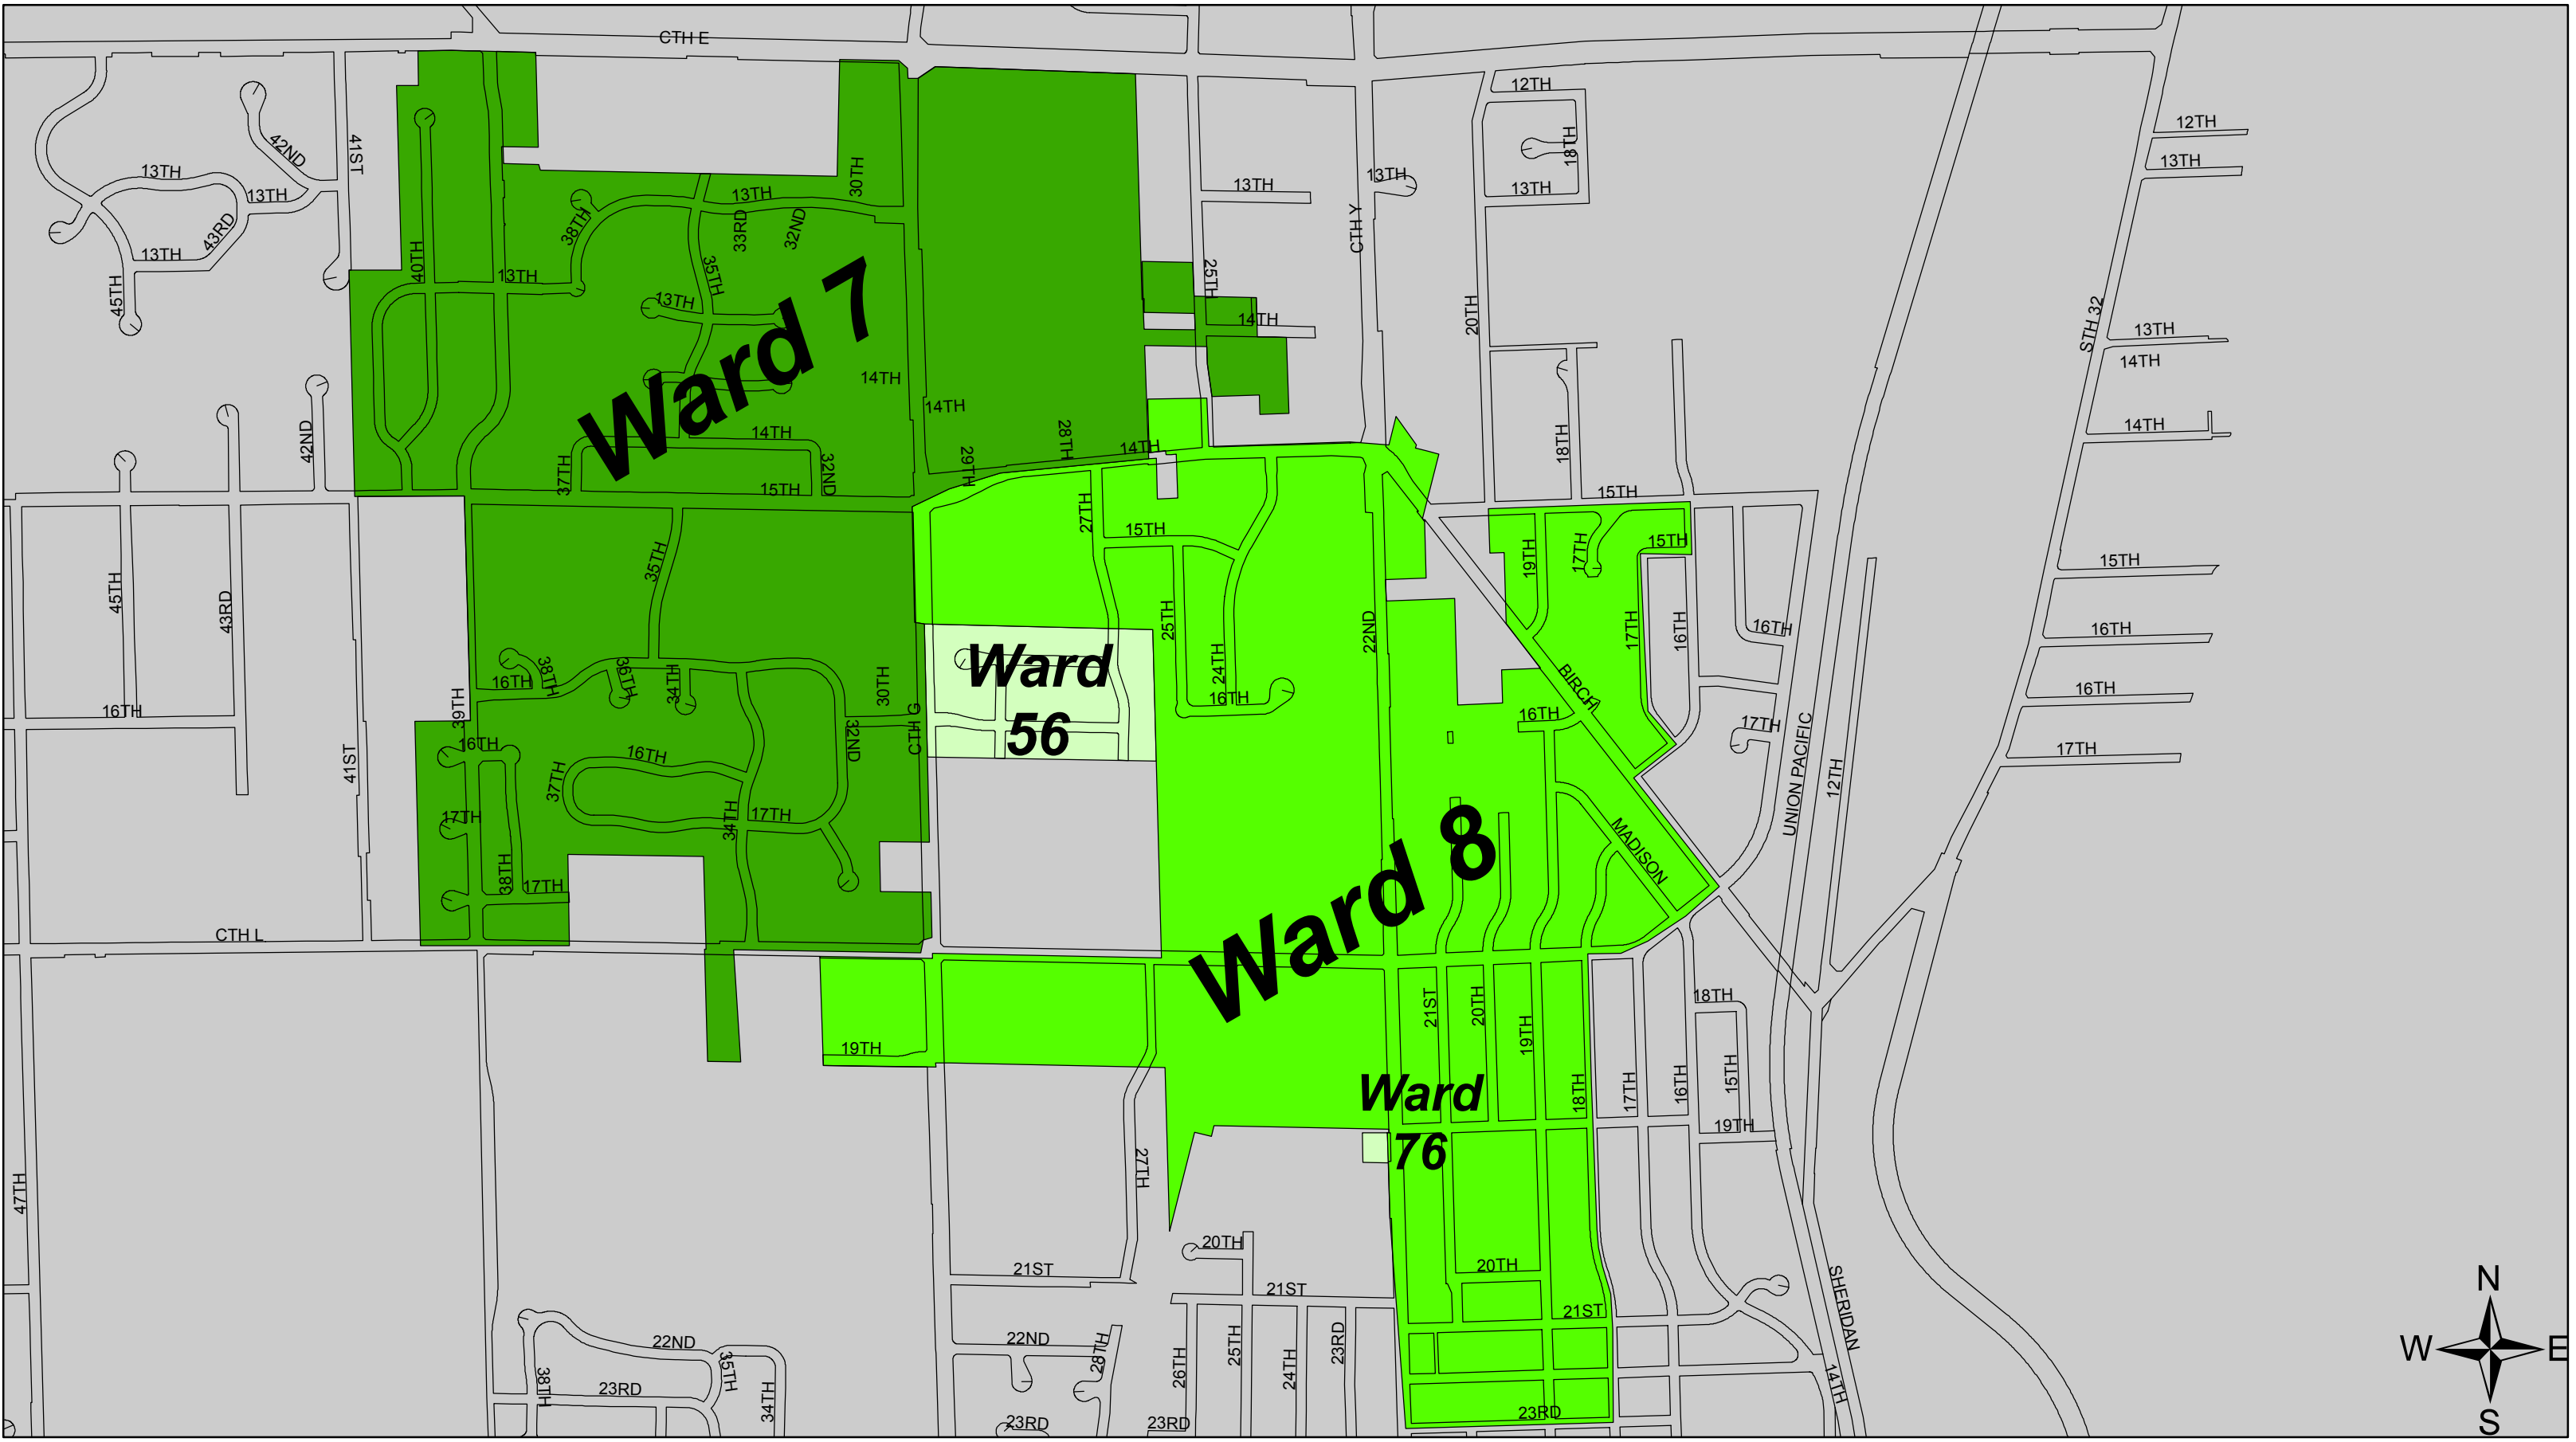 CTH E
12TH
12TH
13TH
42ND
41ST
13TH
13TH
43RD
13TH
45TH
40TH
13TH
38TH
13TH
33RD
32ND
30TH
35TH
13TH
Ward 7
14TH
14TH
14TH
37TH
32ND
15TH
29TH
28TH
14TH
25TH
13TH
14TH
CTH Y
13TH
20TH
18TH
13TH
18TH
15TH
STH 32
13TH
13TH
14TH
14TH
15TH
16TH
16TH
17TH
42ND
45TH
43RD
16TH
41ST
39TH
35TH
16TH
38TH
36TH
34TH
30TH
CTH G
32ND
16TH
16TH
37TH
34TH
17TH
17TH
38TH
17TH
CTH L
27TH
15TH
25TH
24TH
16TH
22ND
Ward
56
19TH
17TH
15TH
17TH
16TH
16TH
BIRCH
16TH
17TH
MADISON
UNION PACIFIC
12TH
Ward 8
19TH
21ST
20TH
19TH
18TH
17TH
16TH
15TH
18TH
19TH
Ward
76
47TH
27TH
20TH
21ST
21ST
20TH
21ST
22ND
22ND
28TH
26TH
25TH
24TH
23RD
38TH
23RD
35TH
34TH
23RD
23RD
23RD
SHERIDAN
14TH
N
W
E
S